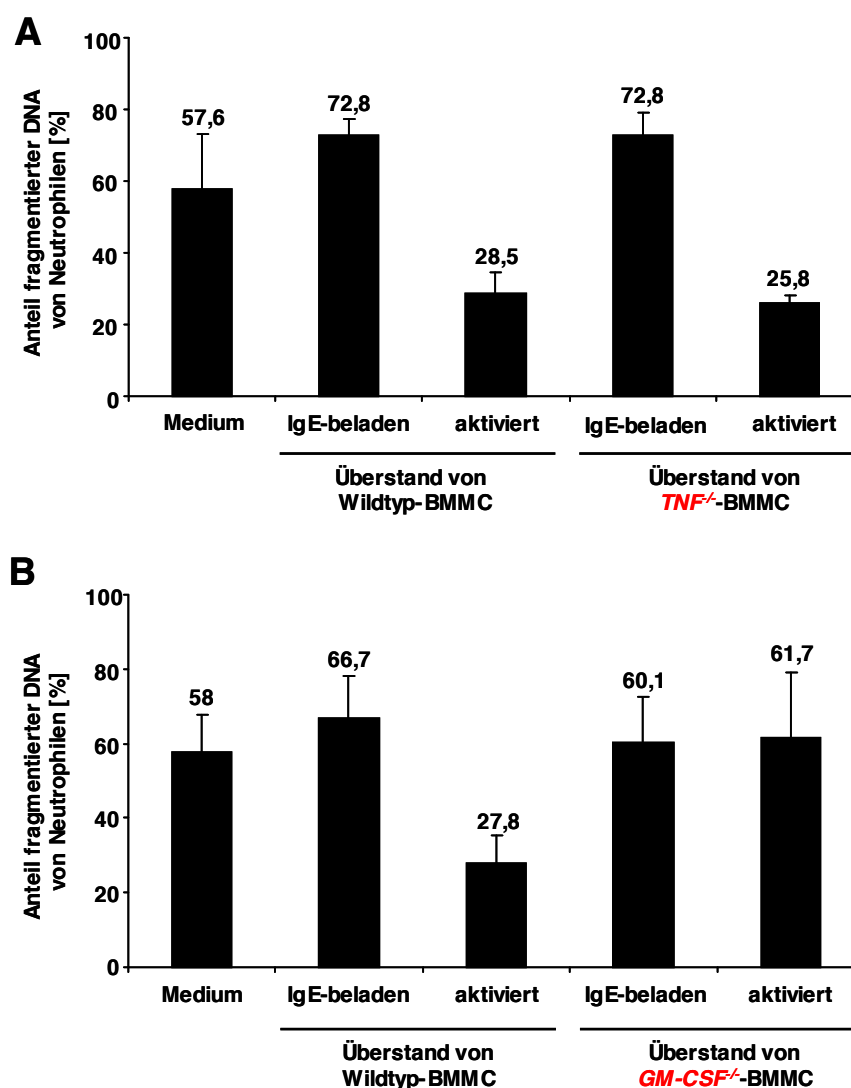 A
Anteil fragmentierter DNA
von Neutrophilen [%]
100
80
60
40
20
0
57,6
72,8
28,5
72,8
25,8
Medium
IgE-beladen
aktiviert
IgE-beladen
aktiviert
Überstand von
Wildtyp-BMMC
Überstand von
TNF-/--BMMC
B
Anteil fragmentierter DNA
von Neutrophilen [%]
100
80
60
40
20
0
58
66,7
27,8
60,1
61,7
Medium
IgE-beladen
aktiviert
IgE-beladen
aktiviert
Überstand von
Wildtyp-BMMC
Überstand von
GM-CSF-/--BMMC